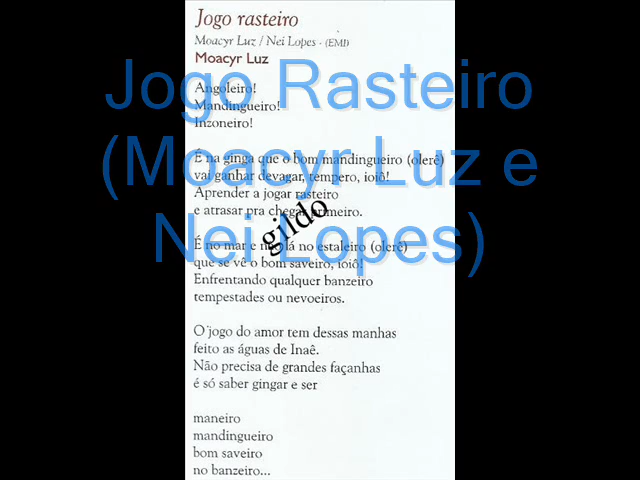 Jogo rasteiro
Moacyr Luz / Nei Lopes - (EMI)
Moacyr Luz
Jogo Rasteiro
(Moacyr Luz e
Nei Lopes)
gildo
Angoleiro!
Mandingueiro!
Inzoneiro!
É na ginga que o bom mandingueiro (olerê)
vai ganhar devagar, tempero, ioiô!
Aprender a jogar rasteiro
e atrasar pra chegar primeiro.
É no mar e não lá no estaleiro (olerê)
que se vê o bom saveiro, ioiô!
Enfrentando qualquer banzeiro
tempestades ou nevoeiros.
O jogo do amor tem dessas manhas
feito as águas de Inaê.
Não precisa de grandes façanhas
é só saber gingar e ser
maneiro
mandingueiro
bom saveiro
no banzeiro...